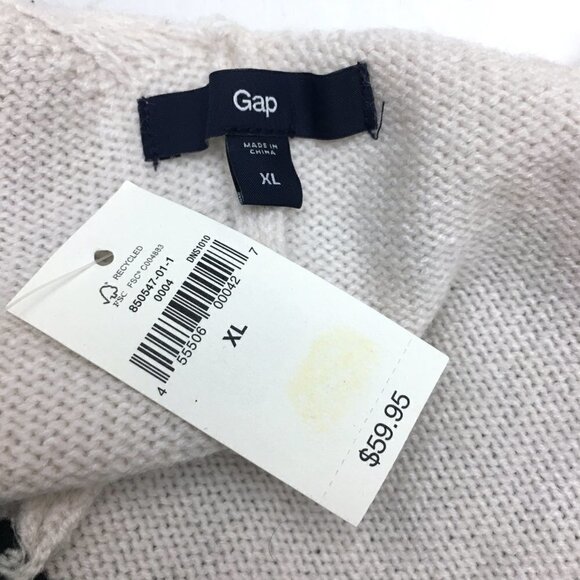 Gap
MADE IN
CHINA
XL
FSC
RECYCLED
FSC® C004883
850547-01-1
0004
DNS1010
4 55506 00042 7
XL
$59.95